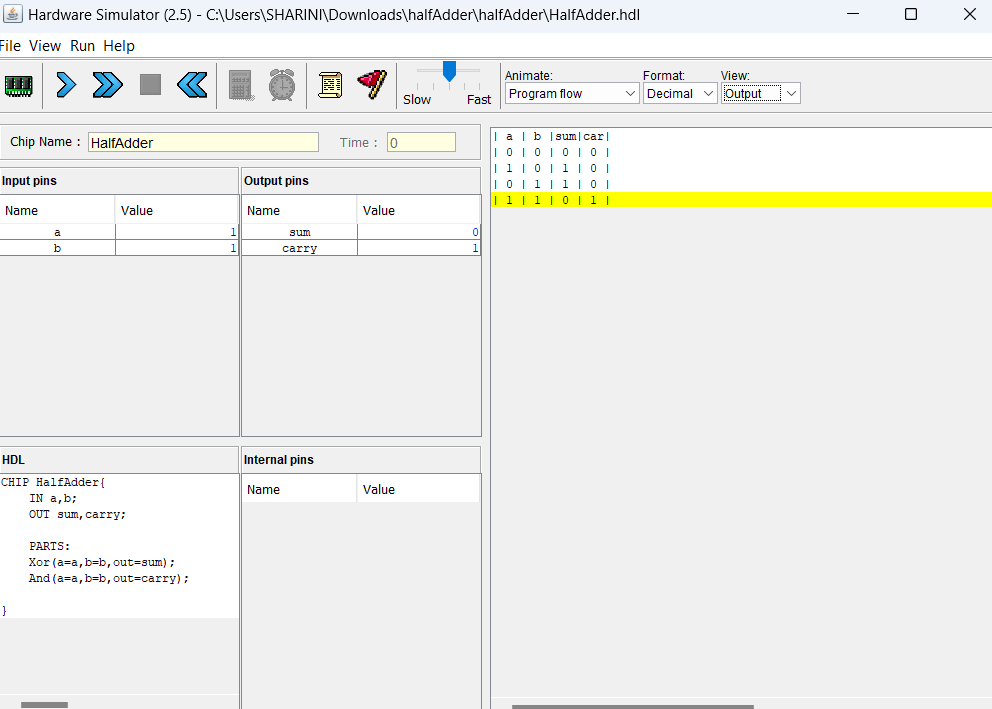 Hardware Simulator (2.5) - C:\Users\SHARINI\Downloads\halfAdder\halfAdder\HalfAdder.hdl
File View Run Help
Slow Fast
Animate: Format: View:
Program flow Decimal Output
Chip Name : HalfAdder Time : 0
Input pins
Name Value
a 1
b 1
Output pins
Name Value
sum 0
carry 1
| a | b |sum|car|
| 0 | 0 | 0 | 0 |
| 1 | 0 | 1 | 0 |
| 0 | 1 | 1 | 0 |
| 1 | 1 | 0 | 1 |
HDL
CHIP HalfAdder{
IN a,b;
OUT sum,carry;
PARTS:
Xor(a=a,b=b,out=sum);
And(a=a,b=b,out=carry);
}
Internal pins
Name Value